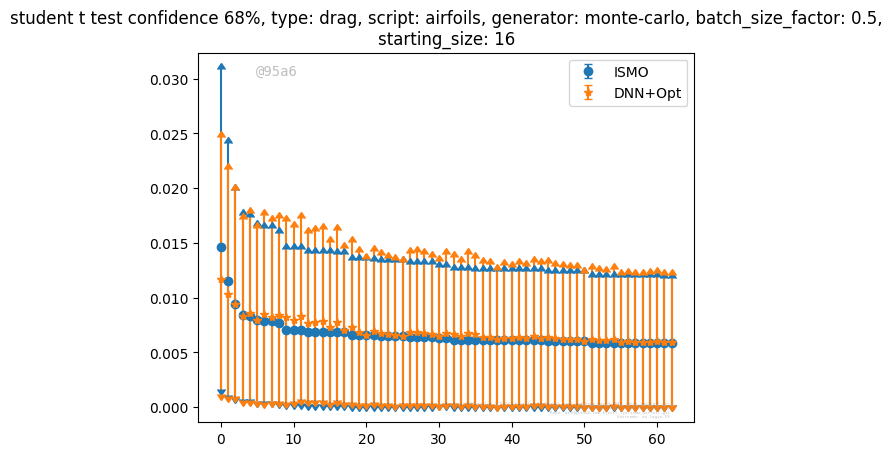 student t test confidence 68%, type: drag, script: airfoils, generator: monte-carlo, batch_size_factor: 0.5,
starting_size: 16
@95a6
ISMO
DNN+Opt
0.030
0.025
0.020
0.015
0.010
0.005
0.000
0 10 20 30 40 50 60